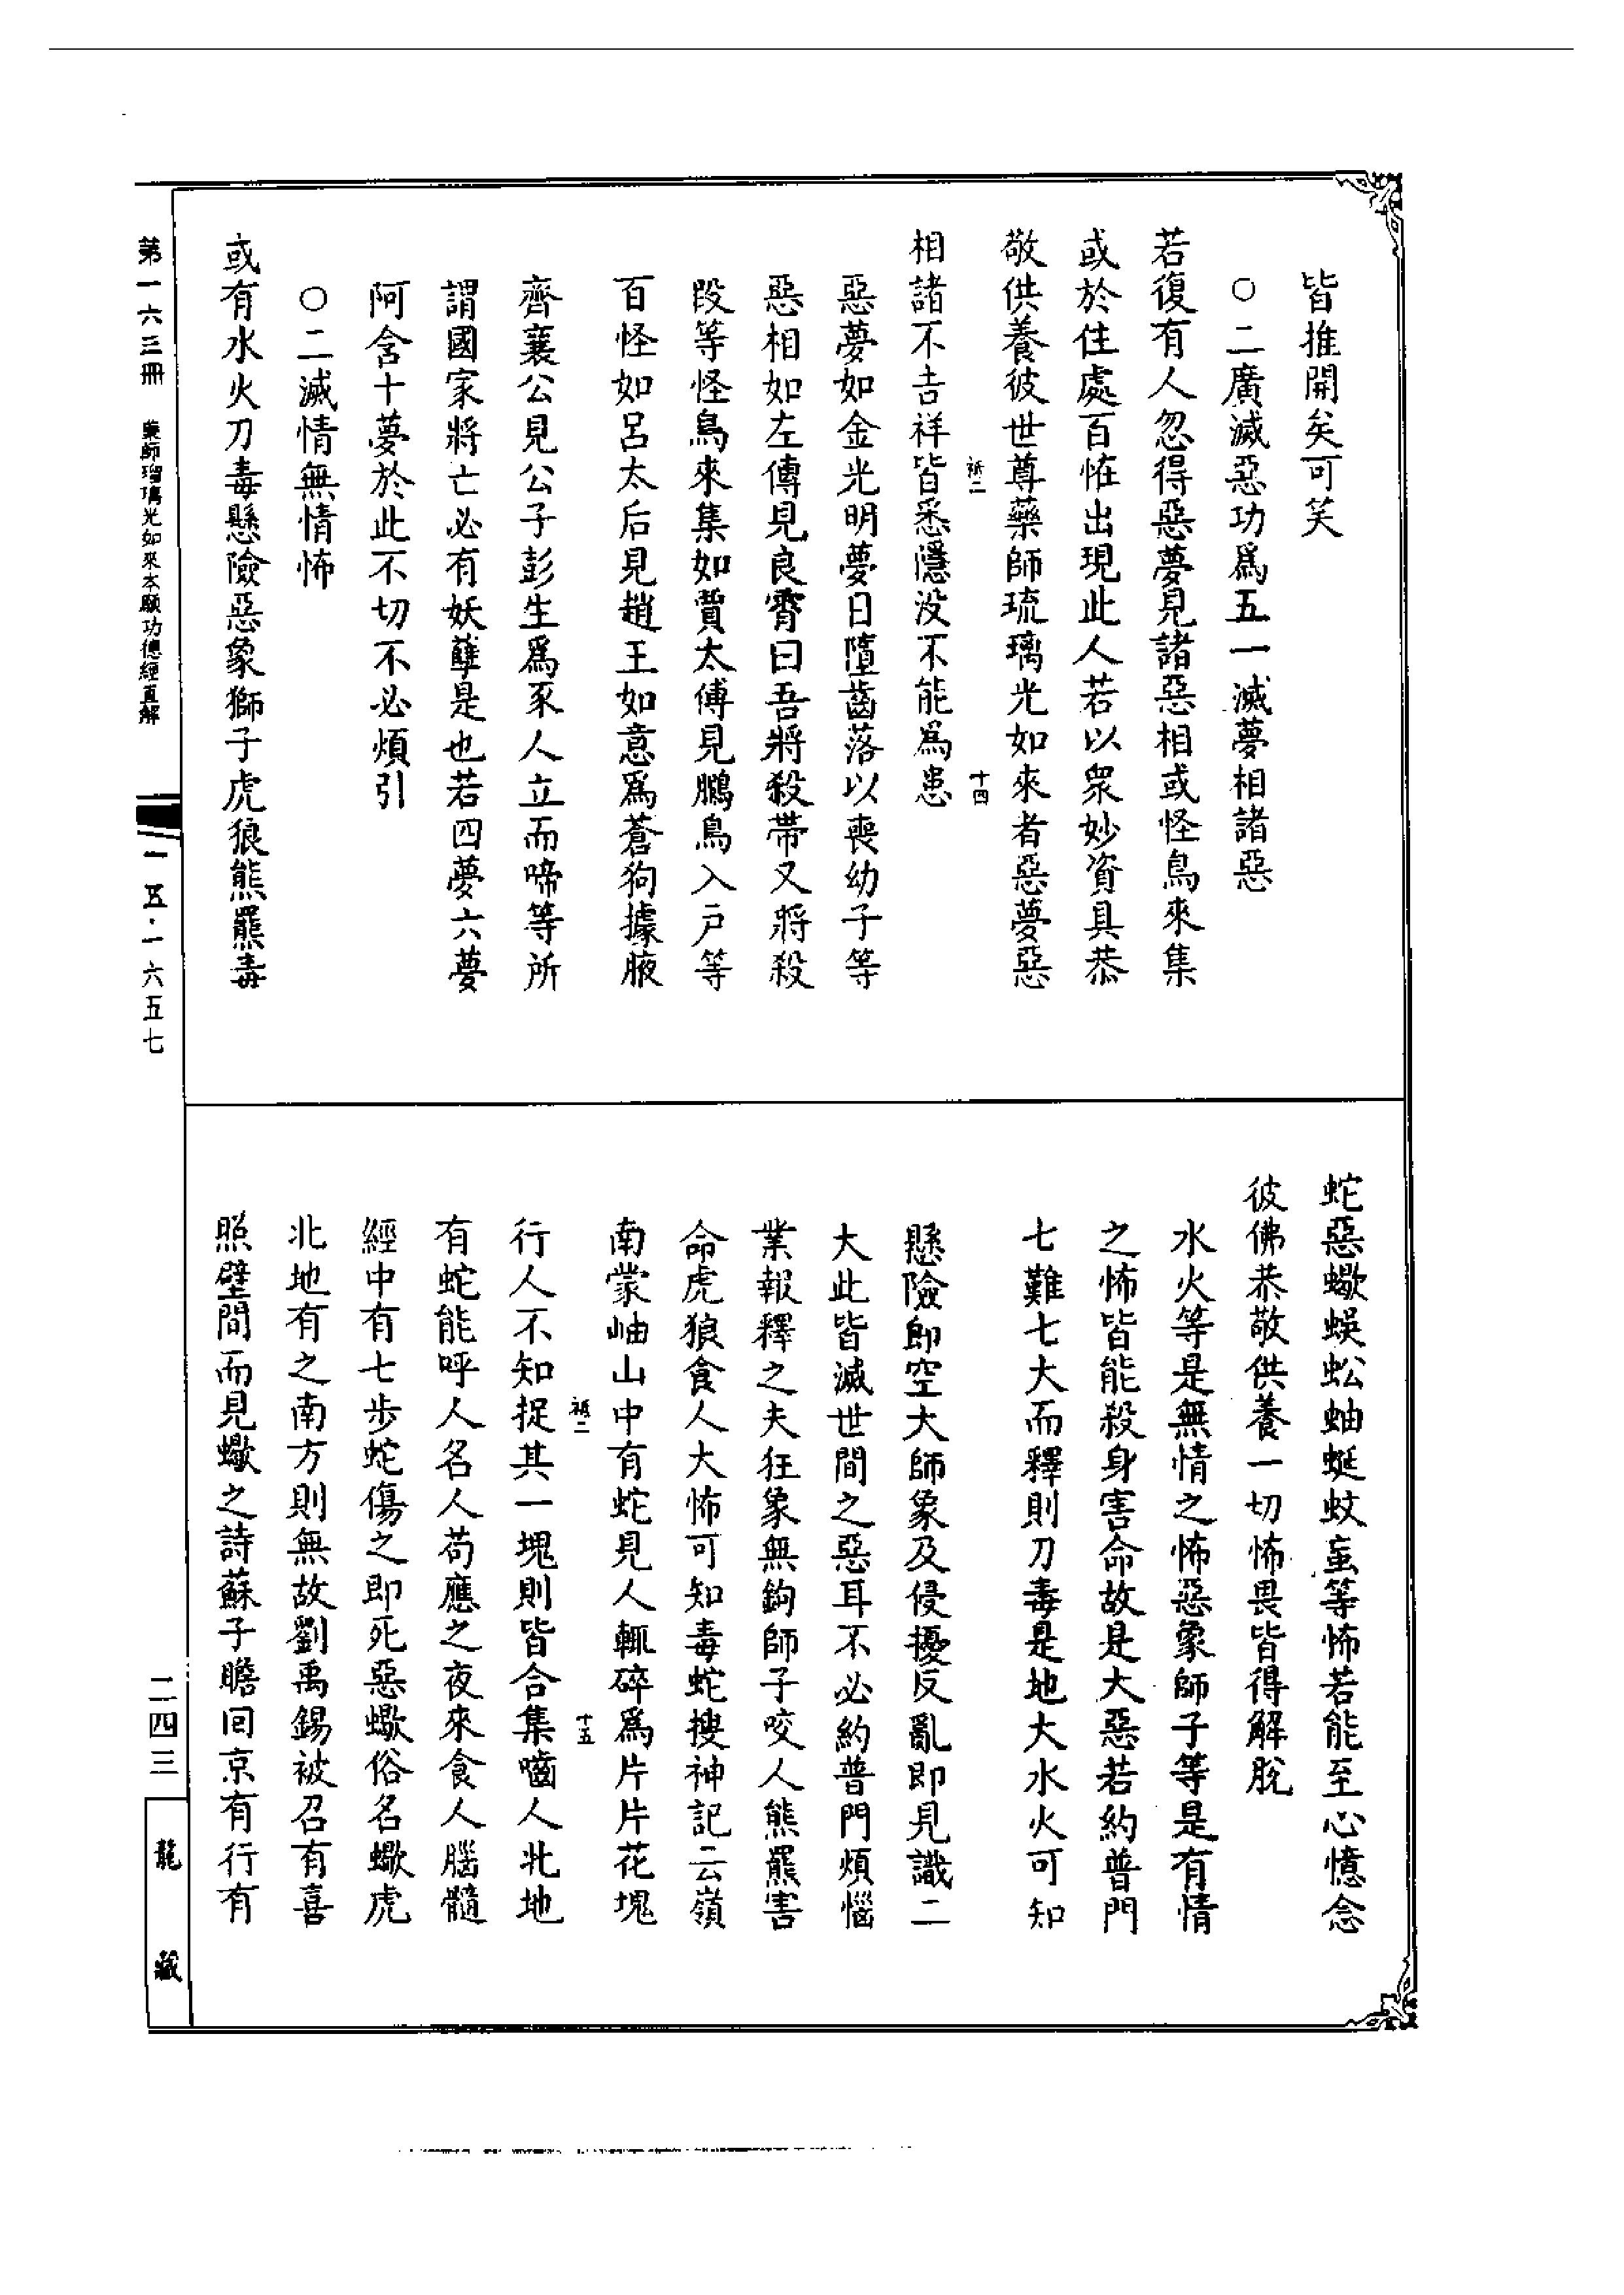 皆推開矣可笑
○二廣滅惡功爲五一滅夢相諸惡
若復有人忽得惡夢見諸惡相或怪鳥來集
或於住處百怪出現此人若以衆妙資具恭
敬供養彼世尊藥師琉璃光如來者惡夢惡
十四
相諸不吉祥皆悉隱没不能爲患
惡夢如金光明夢日墮齒落以喪幼子等
惡相如左傳見良霄曰吾將殺帶又將殺
段等怪鳥來集如賈太傅見鵬鳥入戸等
百怪如呂太后見趙王如意爲蒼狗據腋
齊襄公見公子彭生爲豕人立而啼等所
謂國家將亡必有妖孽是也若四夢六夢
阿含十夢於此不切不必煩引
○二滅情無情怖
或有水火刀毒懸險惡象獅子虎狼熊羆毒
第一六三冊 藥師瑠璃光如來本願功德經直解
一五·一六五七
蛇惡蠍蜈蚣蚰蜒蚊䖟等怖若能至心憶念
彼佛恭敬供養一切怖畏皆得解脫
水火等是無情之怖惡象師子等是有情
之怖皆能殺身害命故是大惡若約普門
七難七大而釋則刀毒是地大水火可知
懸險即空大師象及侵擾反亂即見識二
大此皆滅世間之惡耳不必約普門煩惱
業報釋之夫狂象無鉤師子咬人熊羆害
命虎狼食人大怖可知毒蛇搜神記云嶺
南蒙岫山中有蛇見人輒碎爲片片花塊
十五
行人不知捉其一塊則皆合集嚙人北地
有蛇能呼人名人苟應之夜來食人腦髓
經中有七步蛇傷之即死惡蠍俗名蠍虎
北地有之南方則無故劉禹錫被召有喜
照壁間而見蠍之詩蘇子瞻回京有行有
二四三
龍藏